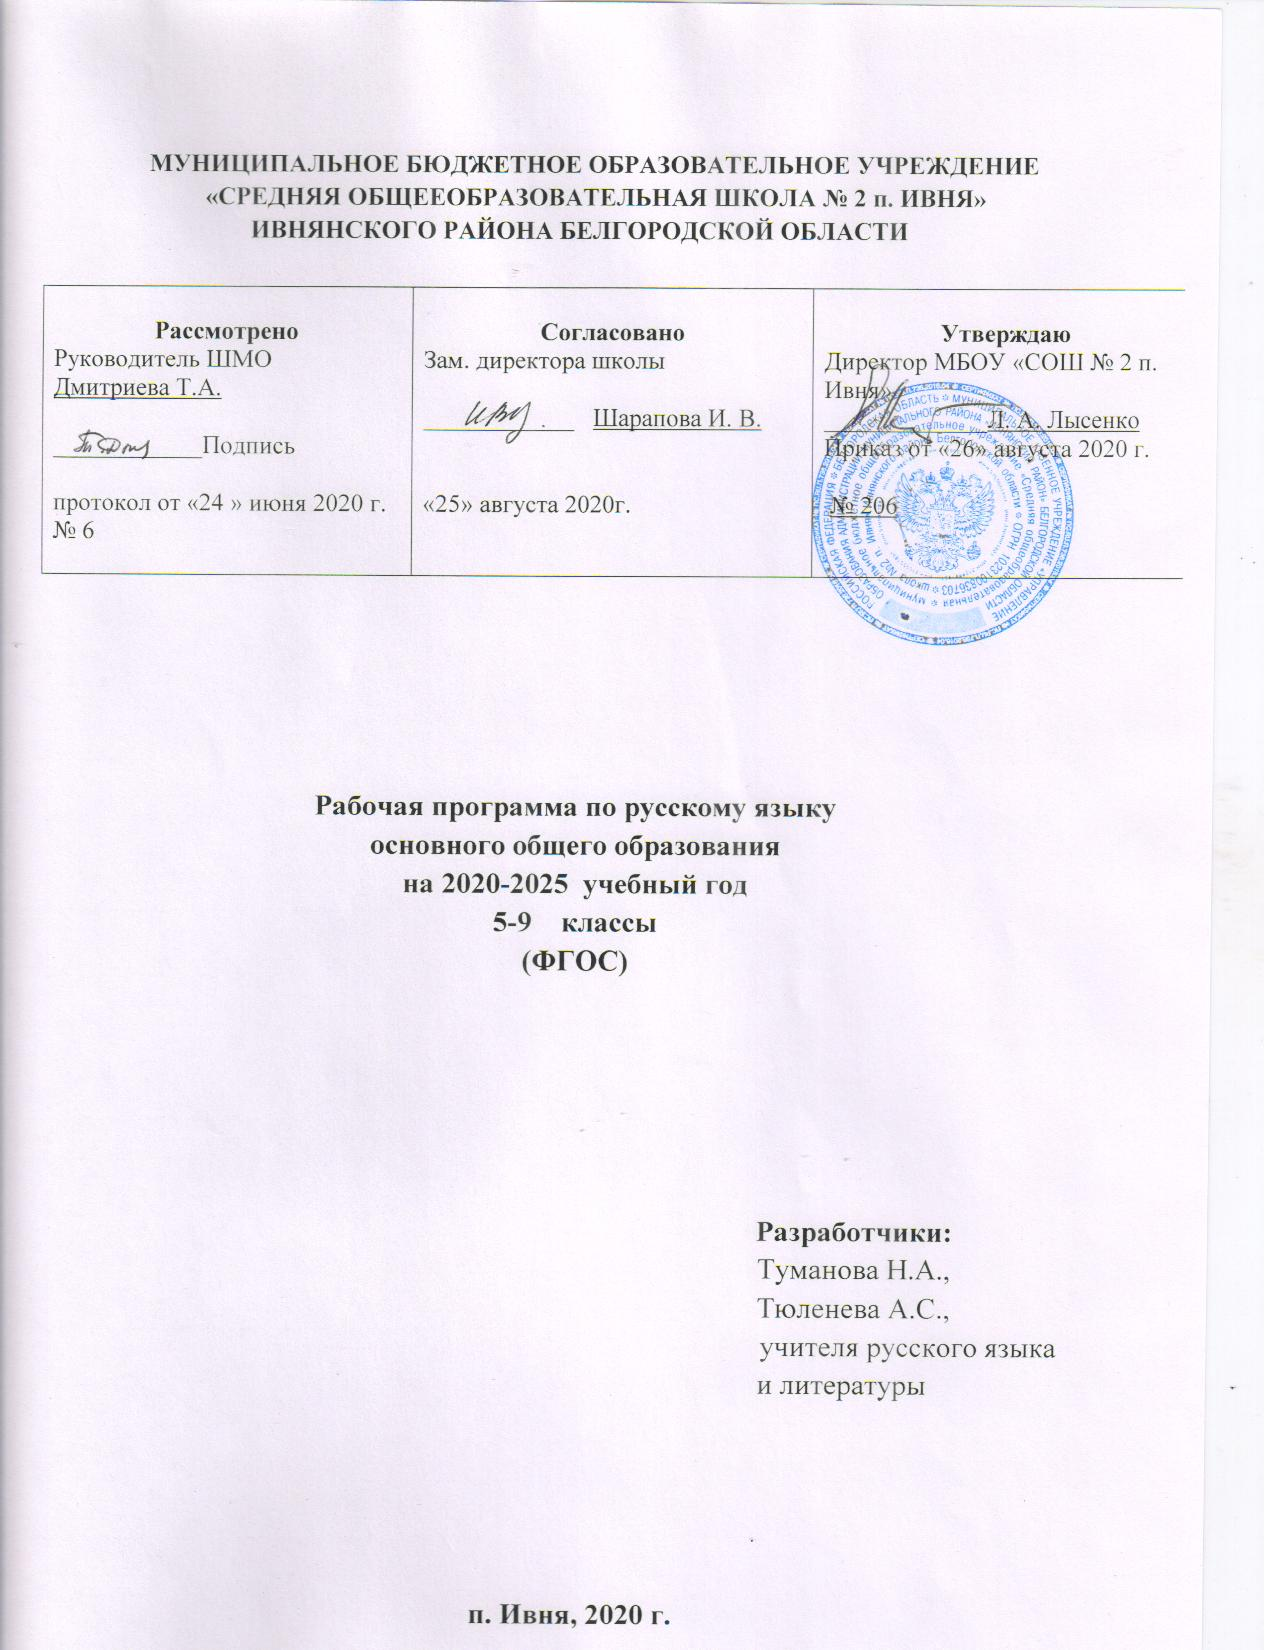 МУНИЦИПАЛЬНОЕ БЮДЖЕТНОЕ ОБРАЗОВАТЕЛЬНОЕ УЧРЕЖДЕНИЕ
«СРЕДНЯЯ ОБЩЕЕОБРАЗОВАТЕЛЬНАЯ ШКОЛА № 2 п. ИВНЯ»
ИВНЯНСКОГО РАЙОНА БЕЛГОРОДСКОЙ ОБЛАСТИ
Рассмотрено
Руководитель ШМО
Дмитриева Т.А.
Подпись
протокол от «24 » июня 2020 г.
№ 6
Согласовано
Зам. директора школы
Шарапова И. В.
«25» августа 2020г.
Утверждаю
Директор МБОУ «СОШ № 2 п.
Ивня»
Л. А. Лысенко
Приказ от «26» августа 2020 г.
№ 206
Рабочая программа по русскому языку
основного общего образования
на 2020-2025 учебный год
5-9 классы
(ФГОС)
Разработчики:
Туманова Н.А.,
Тюленева А.С.,
учителя русского языка
и литературы
п. Ивня, 2020 г.